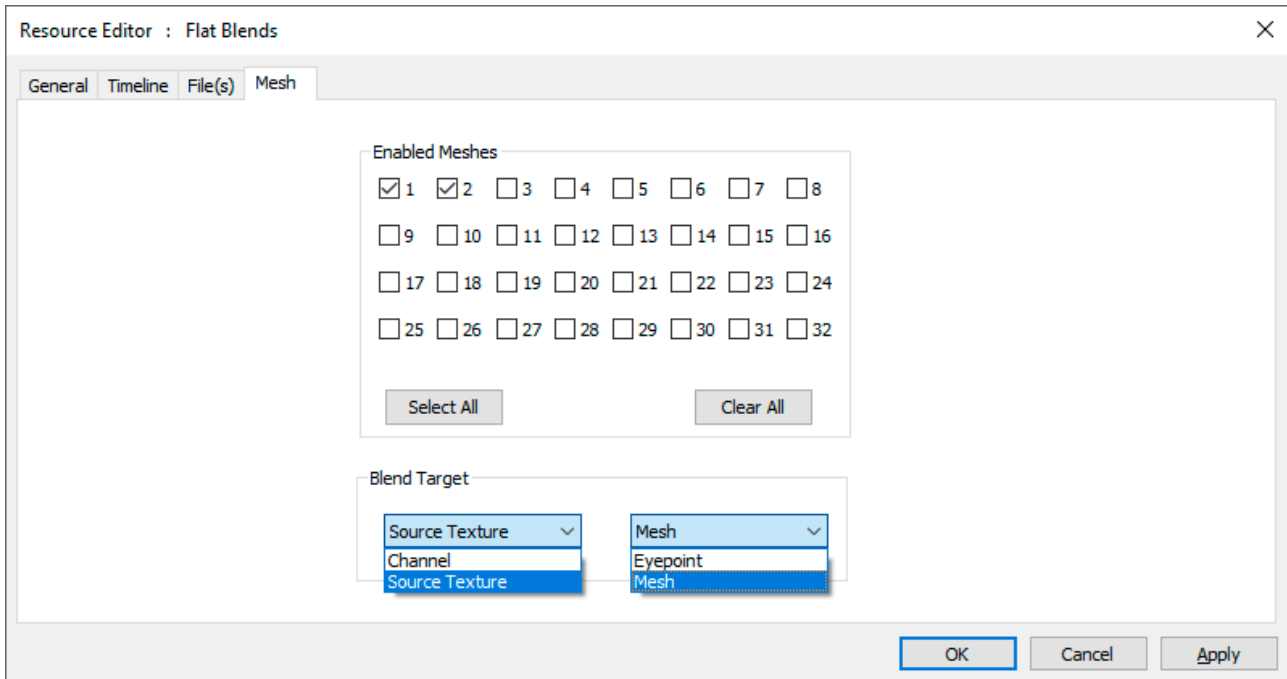 Resource Editor : Flat Blends
General Timeline File(s) Mesh
Enabled Meshes
1 2 3 4 5 6 7 8
9 10 11 12 13 14 15 16
17 18 19 20 21 22 23 24
25 26 27 28 29 30 31 32
Select All Clear All
Blend Target
Source Texture Mesh
Channel Eyepoint
Source Texture Mesh
OK Cancel Apply